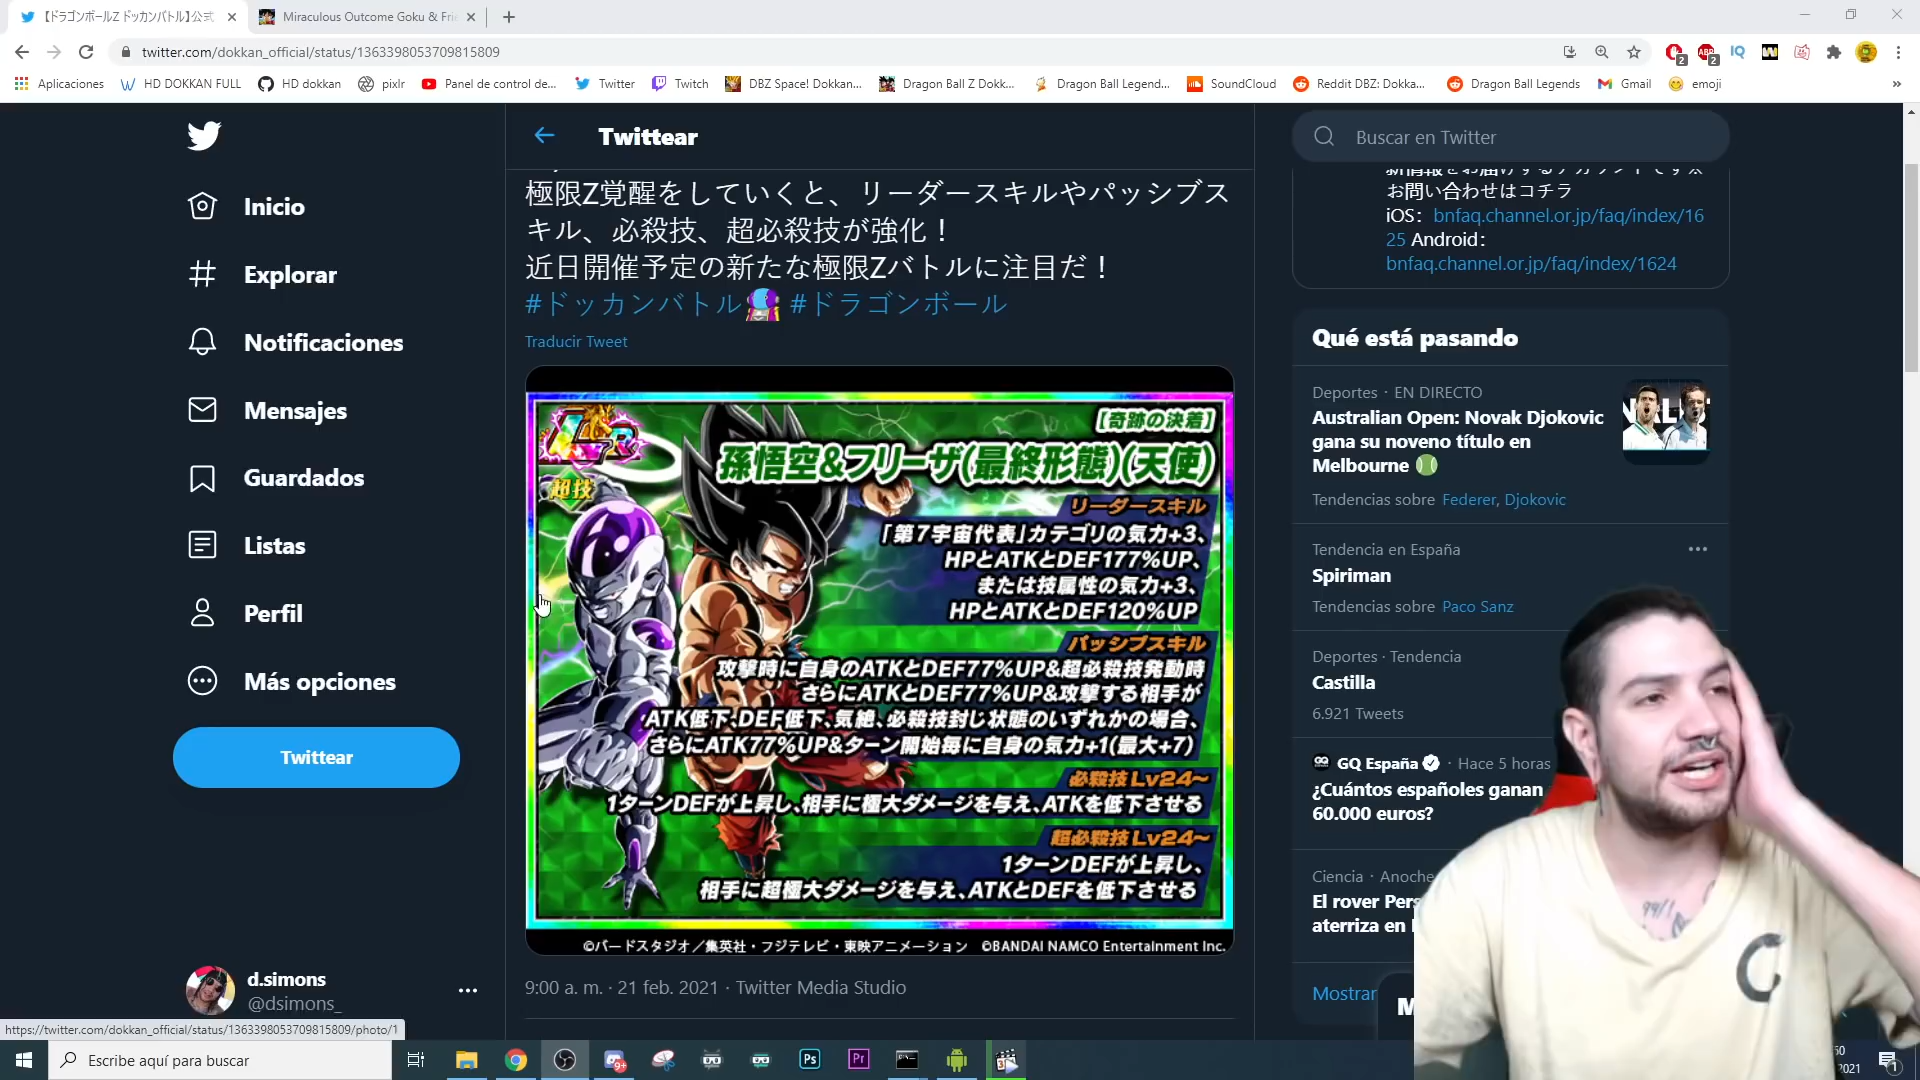 【ドラゴンボールZ ドッカンバトル】公式
Miraculous Outcome Goku & Frie
twitter.com/dokkan_official/status/1363398053709815809
Aplicaciones
HD DOKKAN FULL
HD dokkan
pixlr
Panel de control de...
Twitter
Twitch
DBZ Space! Dokkan...
Dragon Ball Z Dokk...
Dragon Ball Legend...
SoundCloud
Reddit DBZ: Dokka...
Dragon Ball Legends
Gmail
emoji
Inicio
Explorar
Notificaciones
Mensajes
Guardados
Listas
Perfil
Más opciones
Twittear
d.simons
@dsimons_
Twittear
極限Z覚醒をしていくと、リーダースキルやパッシブス
キル、必殺技、超必殺技が強化！
近日開催予定の新たな極限Zバトルに注目だ！
#ドッカンバトル #ドラゴンボール
Traducir Tweet
LR
超技
［奇跡の決着］
孫悟空&フリーザ(最終形態)(天使)
リーダースキル
「第7宇宙代表」カテゴリの気力+3、
HPとATKとDEF177%UP、
または技属性の気力+3、
HPとATKとDEF120%UP
パッシブスキル
攻撃時に自身のATKとDEF77%UP&超必殺技発動時
さらにATKとDEF77%UP&攻撃する相手が
ATK低下、DEF低下、気絶、必殺技封じ状態のいずれかの場合、
さらにATK77%UP&ターン開始毎に自身の気力+1(最大+7)
必殺技 Lv24~
1ターンDEFが上昇し、相手に極大ダメージを与え、ATKを低下させる
超必殺技 Lv24~
1ターンDEFが上昇し、
相手に超極大ダメージを与え、ATKとDEFを低下させる
©バードスタジオ／集英社・フジテレビ・東映アニメーション ©BANDAI NAMCO Entertainment Inc.
9:00 a. m. · 21 feb. 2021 · Twitter Media Studio
Buscar en Twitter
お問い合わせはコチラ
iOS： bnfaq.channel.or.jp/faq/index/16
25 Android：
bnfaq.channel.or.jp/faq/index/1624
Qué está pasando
Deportes · EN DIRECTO
Australian Open: Novak Djokovic
gana su noveno título en
Melbourne
Tendencias sobre Federer, Djokovic
Tendencia en España
Spiriman
Tendencias sobre Paco Sanz
Deportes · Tendencia
Castilla
6.921 Tweets
GQ España · Hace 5 horas
¿Cuántos españoles ganan
60.000 euros?
Ciencia · Anoche
El rover Pers
aterriza en
Mostrar
https://twitter.com/dokkan_official/status/1363398053709815809/photo/1
Escribe aquí para buscar